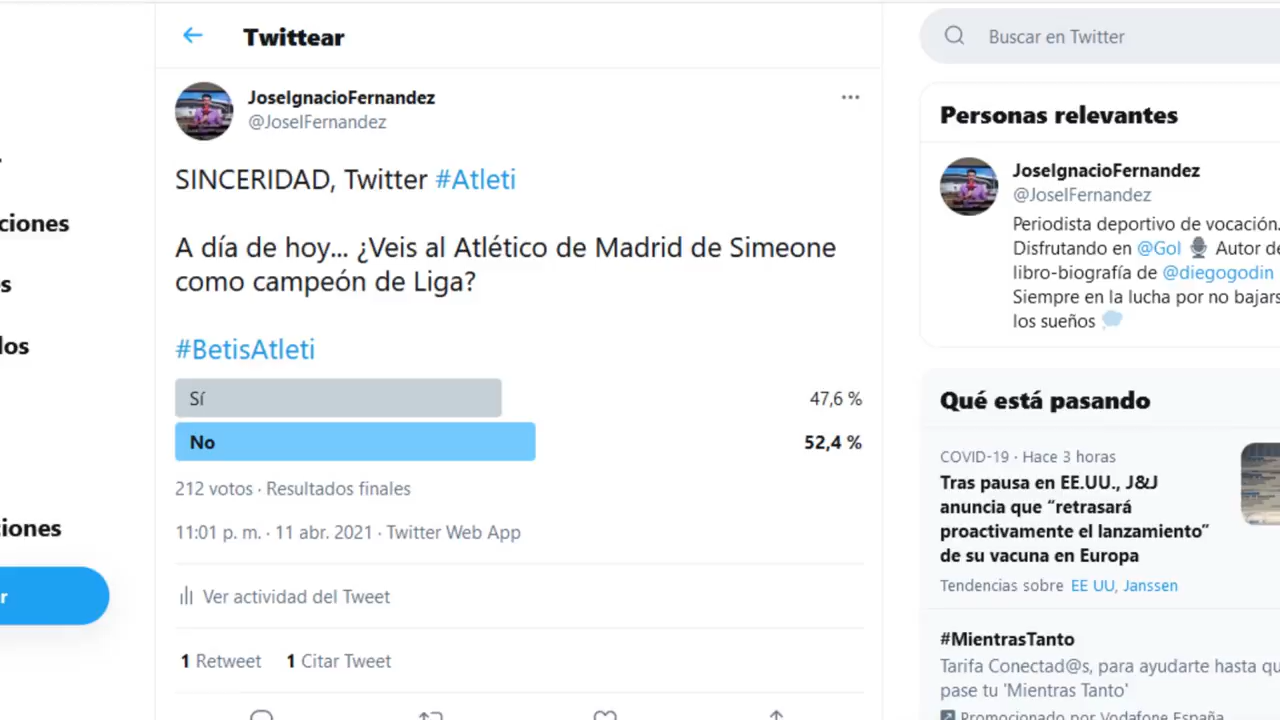 ciones
s
los
iones
r
Twittear
JoseIgnacioFernandez
@JoseIFernandez
SINCERIDAD, Twitter #Atleti
A día de hoy... ¿Veis al Atlético de Madrid de Simeone
como campeón de Liga?
#BetisAtleti
Sí 47,6 %
No 52,4 %
212 votos · Resultados finales
11:01 p. m. · 11 abr. 2021 · Twitter Web App
Ver actividad del Tweet
1 Retweet 1 Citar Tweet
Buscar en Twitter
Personas relevantes
JoseIgnacioFernandez
@JoseIFernandez
Periodista deportivo de vocación.
Disfrutando en @Gol Autor de
libro-biografía de @diegogodin
Siempre en la lucha por no bajars
los sueños
Qué está pasando
COVID-19 · Hace 3 horas
Tras pausa en EE.UU., J&J
anuncia que “retrasará
proactivamente el lanzamiento”
de su vacuna en Europa
Tendencias sobre EE UU, Janssen
#MientrasTanto
Tarifa Conectad@s, para ayudarte hasta qu
pase tu 'Mientras Tanto'
Promocionado por Vodafone España